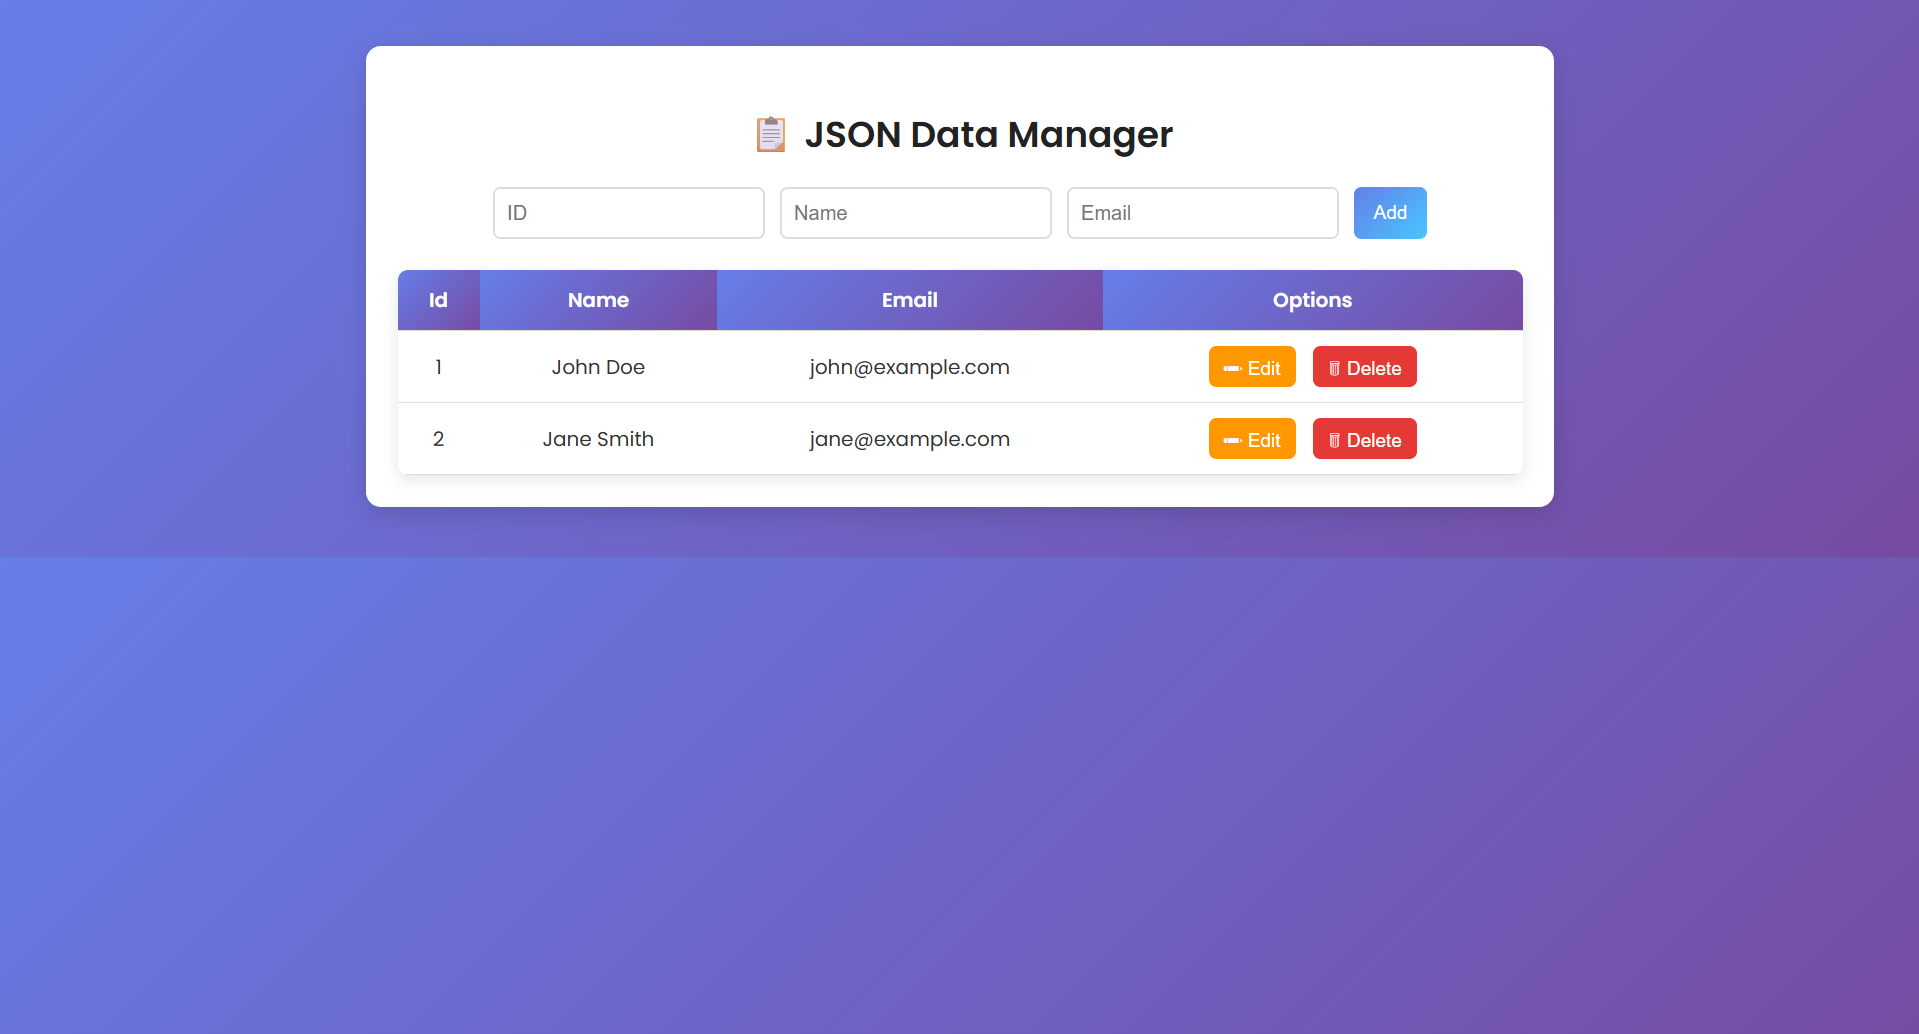 📋 JSON Data Manager
ID Name Email Add
Id Name Email Options
1 John Doe john@example.com Edit Delete
2 Jane Smith jane@example.com Edit Delete